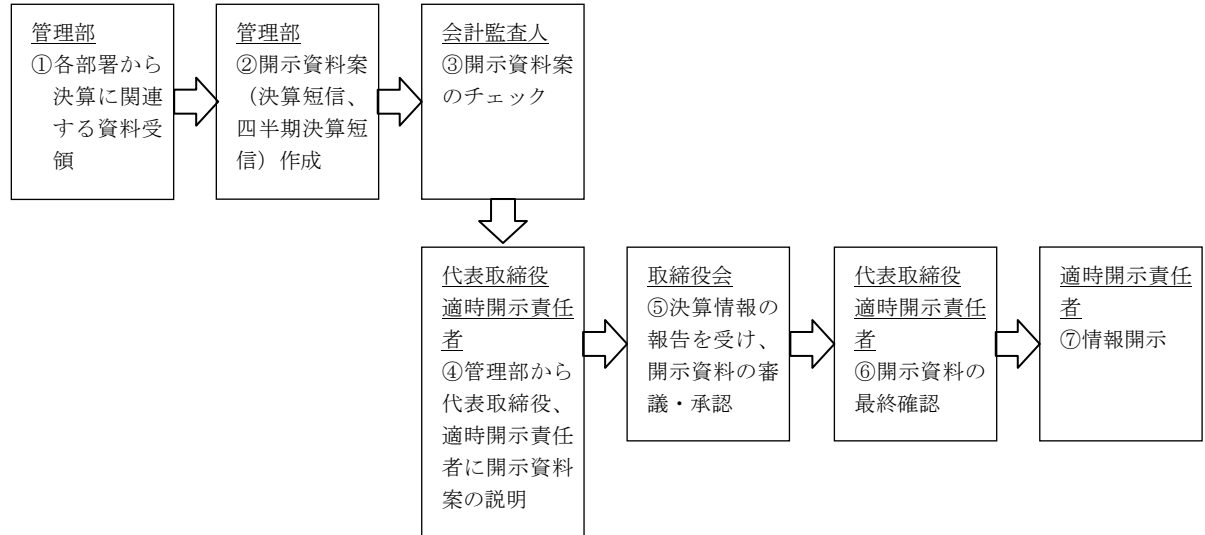 管理部
①各部署から
決算に関連
する資料受
領
管理部
②開示資料案
（決算短信、
四半期決算短
信）作成
会計監査人
③開示資料案
のチェック
代表取締役
適時開示責任
者
④管理部から
代表取締役、
適時開示責任
者に開示資料
案の説明
取締役会
⑤決算情報の
報告を受け、
開示資料の審
議・承認
代表取締役
適時開示責任
者
⑥開示資料の
最終確認
適時開示責任
者
⑦情報開示